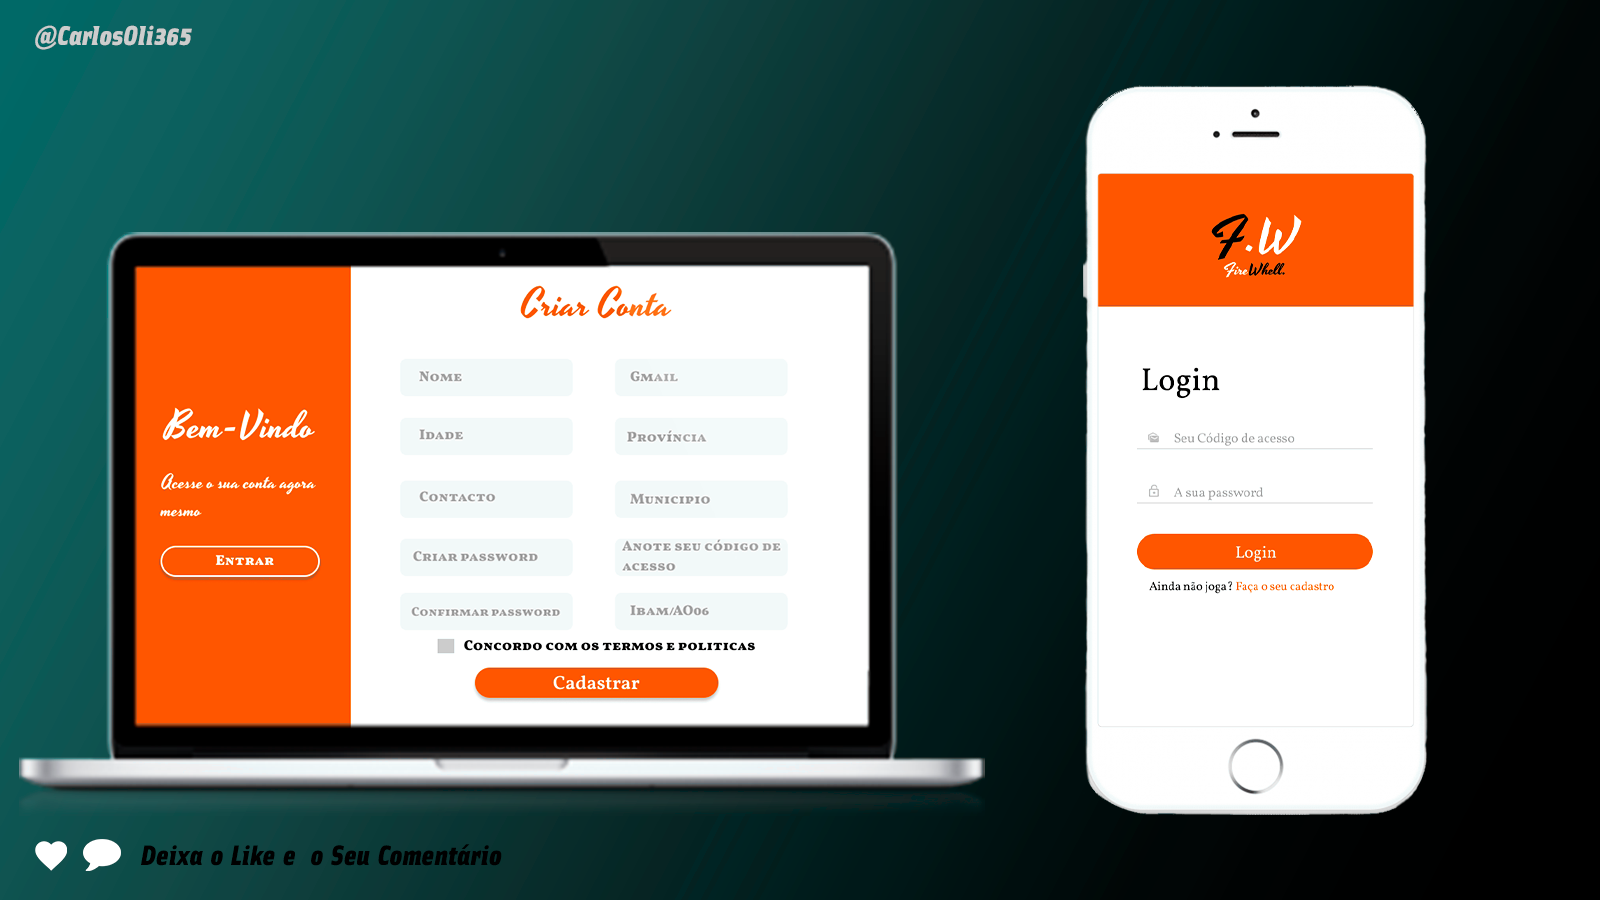 @CarlosOli365
Bem-Vindo
Acesse o sua conta agora
mesmo
Entrar
Criar Conta
Nome
Gmail
Idade
Província
Contacto
Municipio
Criar password
Anote seu código de
acesso
Confirmar password
Ibam/AO06
Concordo com os termos e politicas
Cadastrar
F.W
FireWhell.
Login
Seu Código de acesso
A sua password
Login
Ainda não joga? Faça o seu cadastro
Deixa o Like e o Seu Comentário